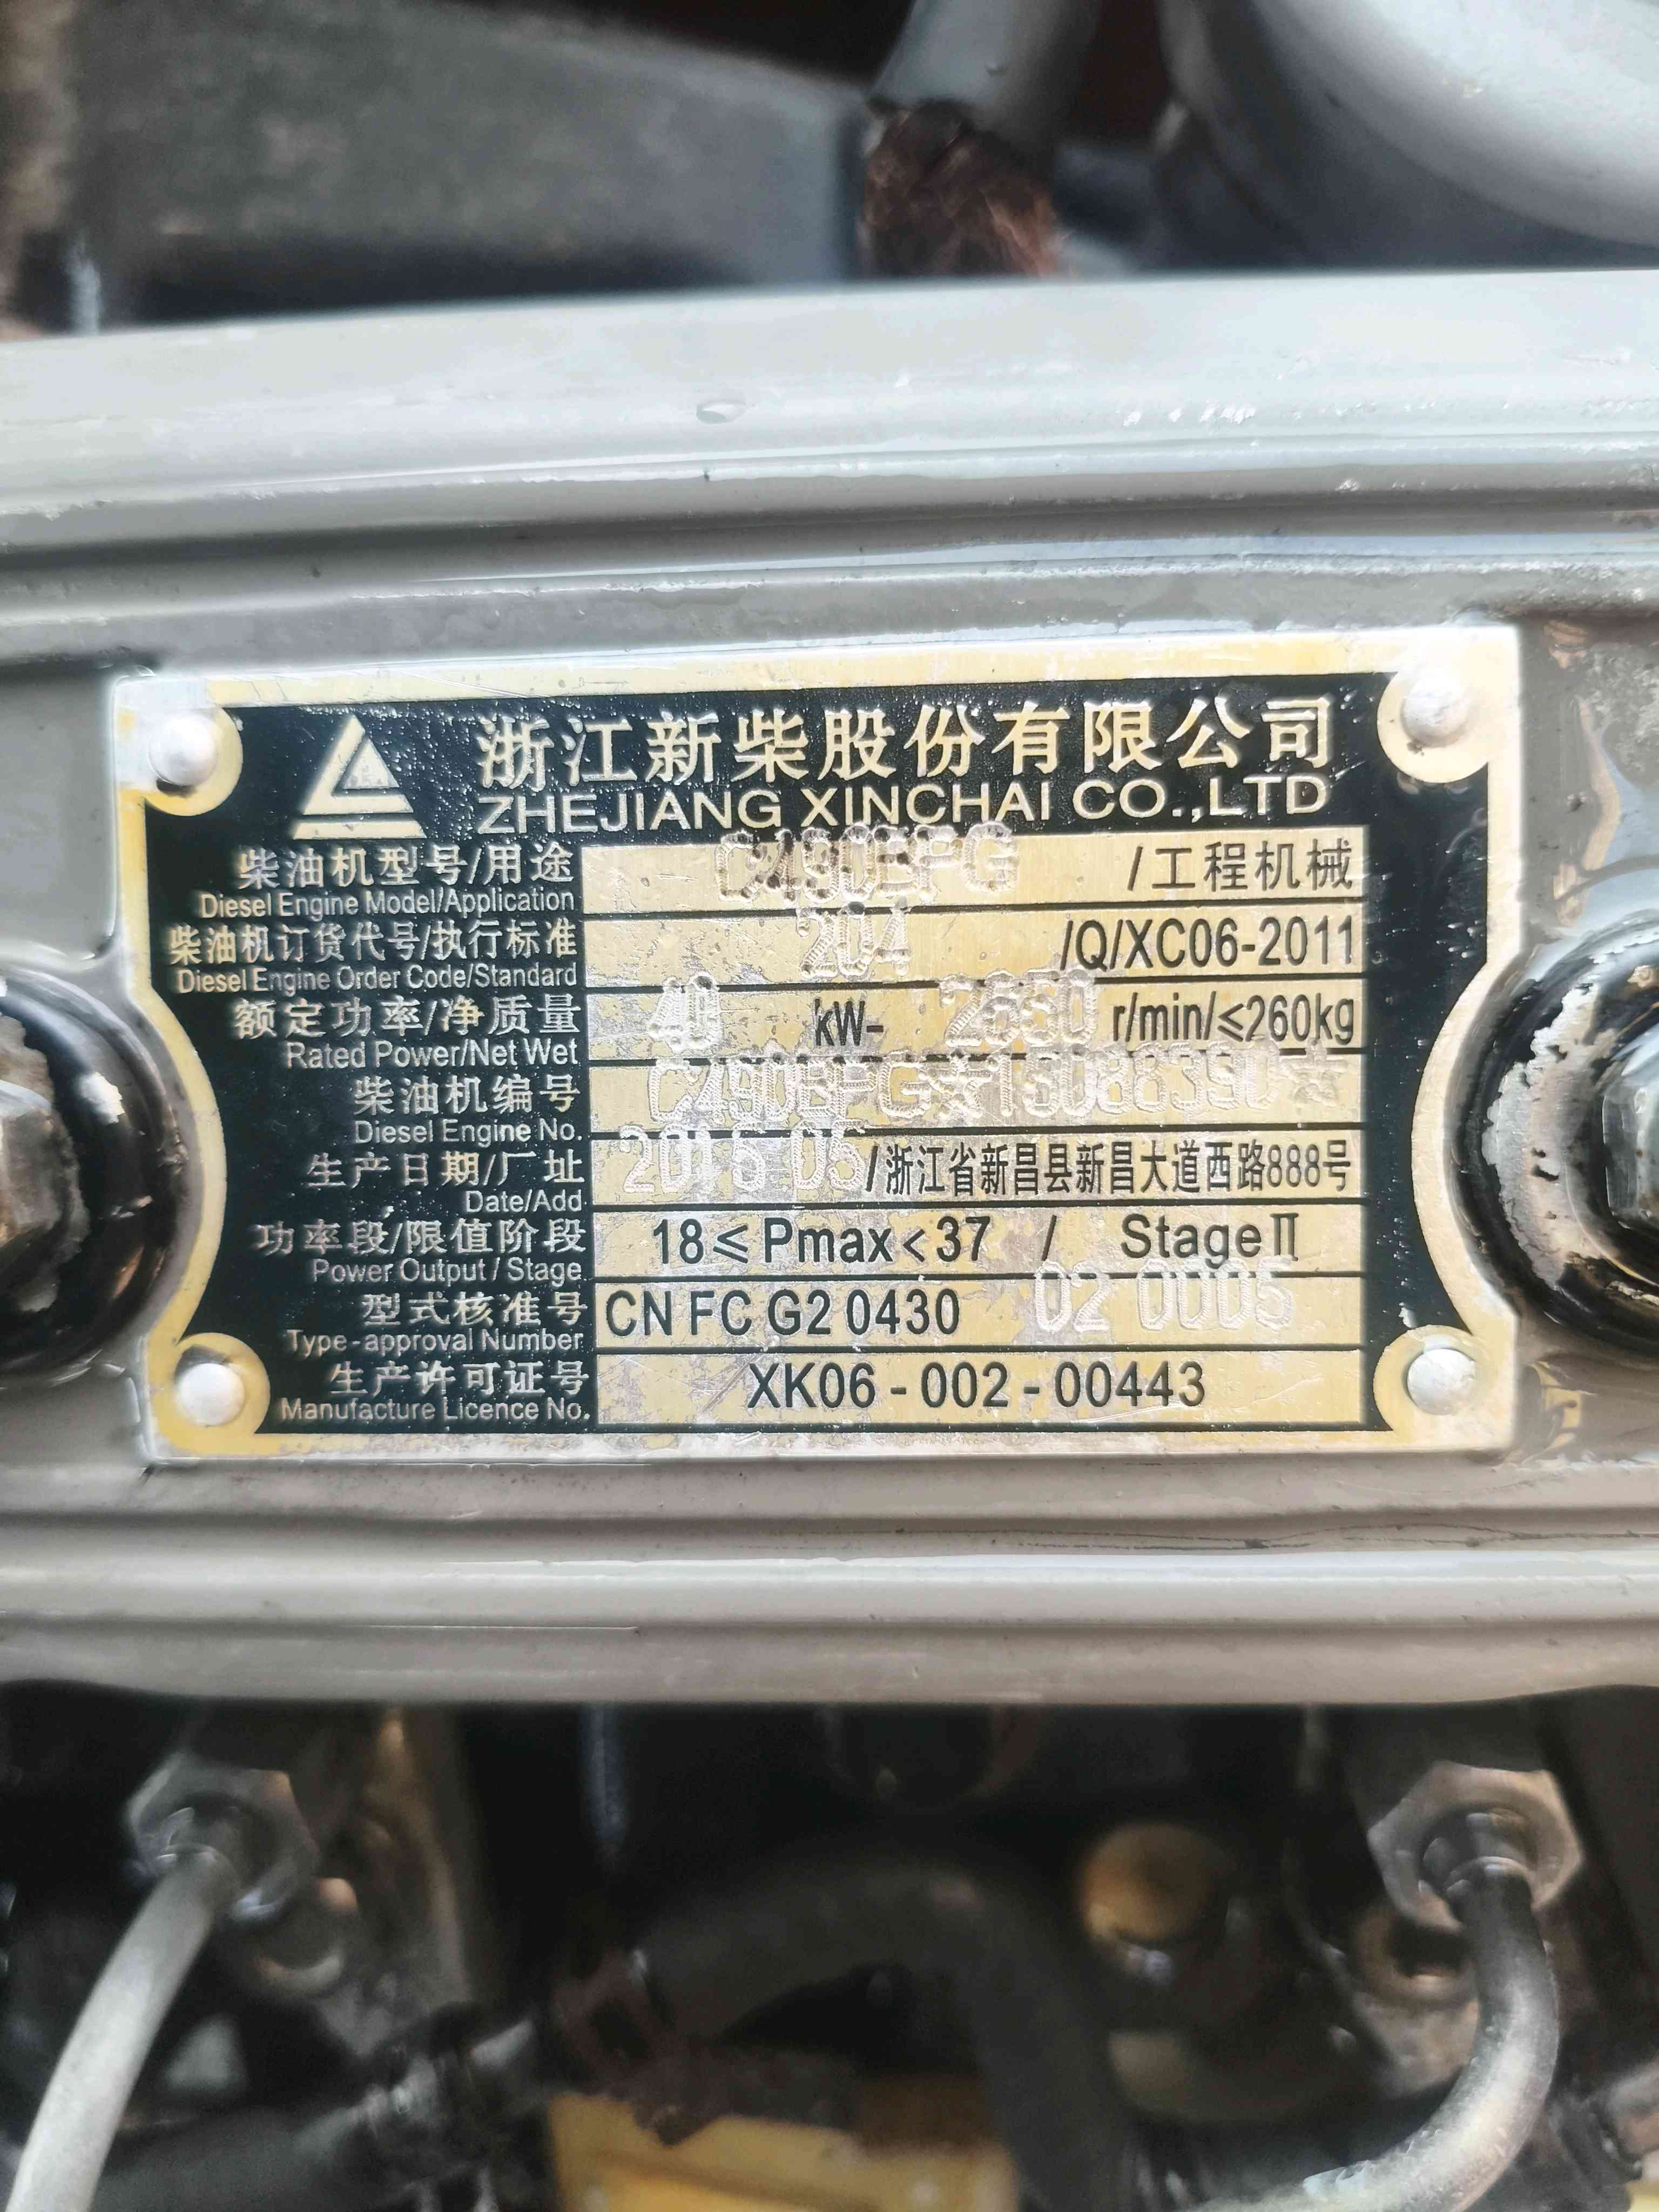 浙江新柴股份有限公司
ZHEJIANG XINCHAI CO.,LTD
柴油机型号/用途 C490BPG /工程机械
Diesel Engine Model/Application
柴油机订货代号/执行标准 204 /Q/XC06-2011
Diesel Engine Order Code/Standard
额定功率/净质量 40 kW- 2650 r/min/≤260kg
Rated Power/Net Wet
柴油机编号
Diesel Engine No.
生产日期/厂址 2016 05 /浙江省新昌县新昌大道西路888号
Date/Add
功率段/限值阶段 18≤Pmax<37 / StageⅡ
Power Output / Stage
型式核准号 CN FC G2 0430 02 0005
Type-approval Number
生产许可证号 XK06-002-00443
Manufacture Licence No.